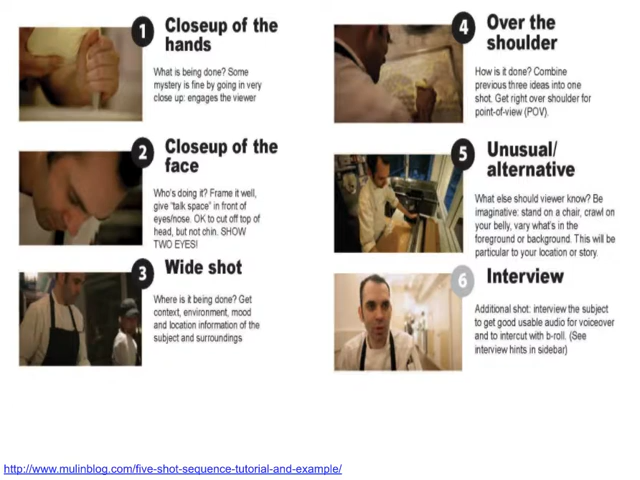 1
Closeup of the
hands
What is being done? Some
mystery is fine by going in very
close up: engages the viewer
2
Closeup of the
face
Who's doing it? Frame it well,
give "talk space" in front of
eyes/nose. OK to cut off top of
head, but not chin. SHOW
TWO EYES!
3
Wide shot
Where is it being done? Get
context, environment, mood
and location information of the
subject and surroundings
4
Over the
shoulder
How is it done? Combine
previous three ideas into one
shot. Get right over shoulder for
point-of-view (POV).
5
Unusual/
alternative
What else should viewer know? Be
imaginative: stand on a chair, crawl on
your belly, vary what's in the
foreground or background. This will be
particular to your location or story.
6
Interview
Additional shot: interview the subject
to get good usable audio for voiceover
and to intercut with b-roll. (See
interview hints in sidebar)
http://www.mulinblog.com/five-shot-sequence-tutorial-and-example/